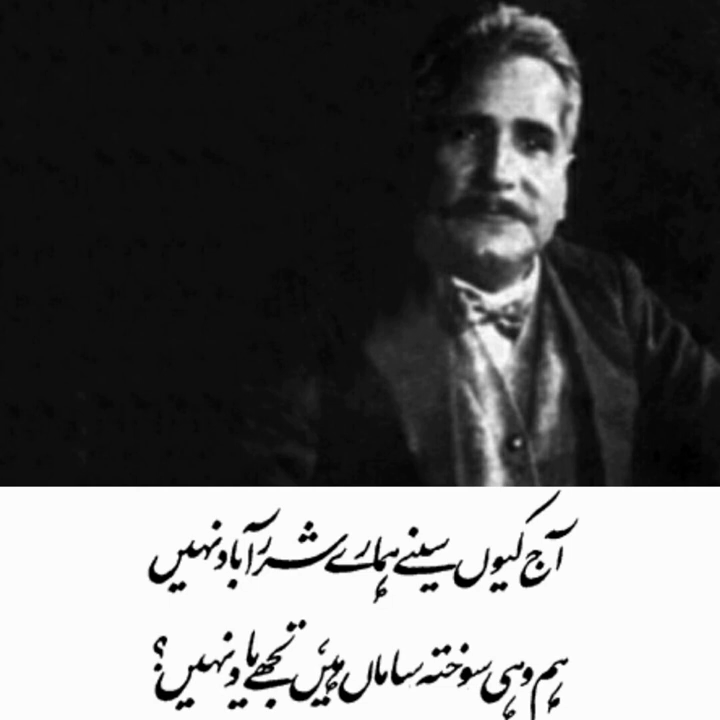 آج کیوں سینے ہمارے شرر آباد نہیں
ہم وہی سوختہ ساماں ہیں، تجھے یاد نہیں؟